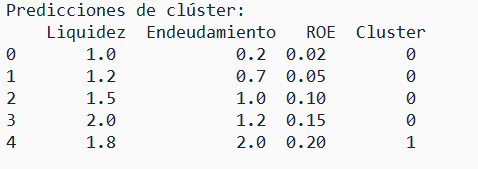 Predicciones de clúster:
   Liquidez  Endeudamiento   ROE  Cluster
0       1.0            0.2  0.02        0
1       1.2            0.7  0.05        0
2       1.5            1.0  0.10        0
3       2.0            1.2  0.15        0
4       1.8            2.0  0.20        1